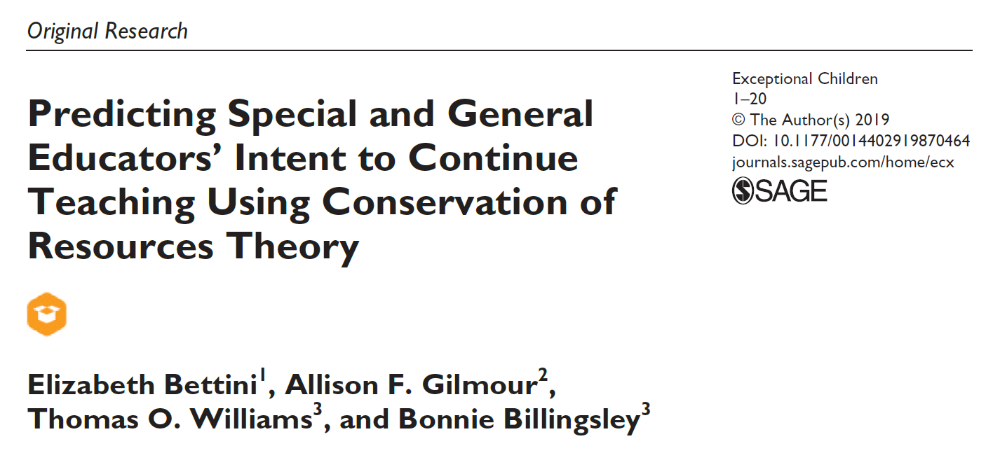 Original Research
Exceptional Children
1–20
© The Author(s) 2019
DOI: 10.1177/0014402919870464
journals.sagepub.com/home/ecx
SAGE
Predicting Special and General
Educators’ Intent to Continue
Teaching Using Conservation of
Resources Theory
Elizabeth Bettini1, Allison F. Gilmour2,
Thomas O. Williams3, and Bonnie Billingsley3